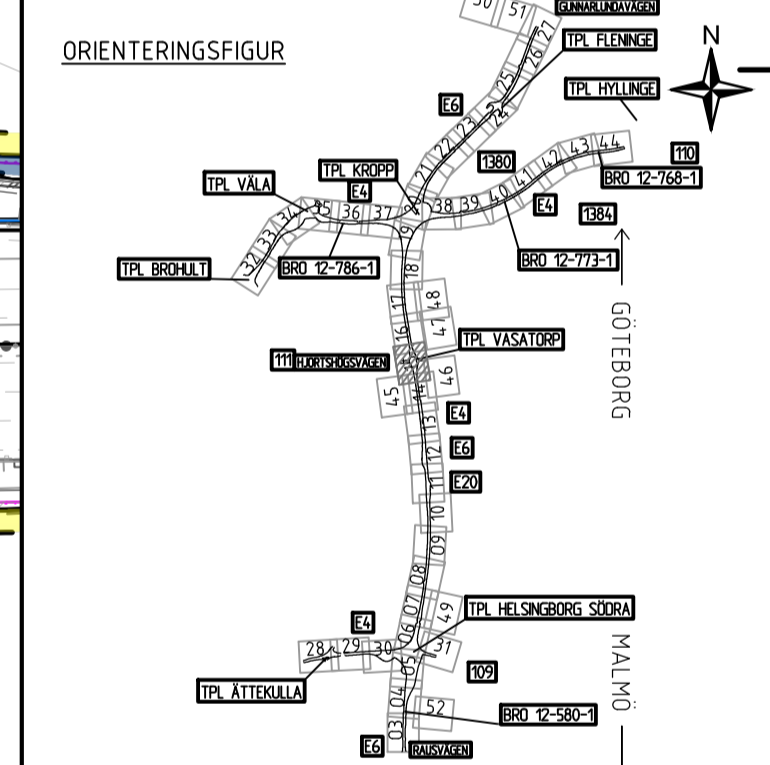 50
51
GUNNARLUNDAVÄGEN
27
ORIENTERINGSFIGUR
N
TPL FLENINGE
26
25
TPL HYLLINGE
24
E6
23
22
44
43
1380
42
110
TPL KROPP
21
41
BRO 12-768-1
TPL VÄLA
E4
40
E4
35
36
37
38
39
1384
34
33
32
19
BRO 12-773-1
TPL BROHULT
BRO 12-786-1
18
17
48
GÖTEBORG
16
47
TPL VASATORP
111
HJORTSHÖGSVÄGEN
46
45
14
13
E4
12
E6
11
E20
10
09
08
07
49
TPL HELSINGBORG SÖDRA
E4
06
28
29
30
31
MALMÖ
05
109
TPL ÄTTEKULLA
04
52
BRO 12-580-1
03
E6
RAUSVÄGEN